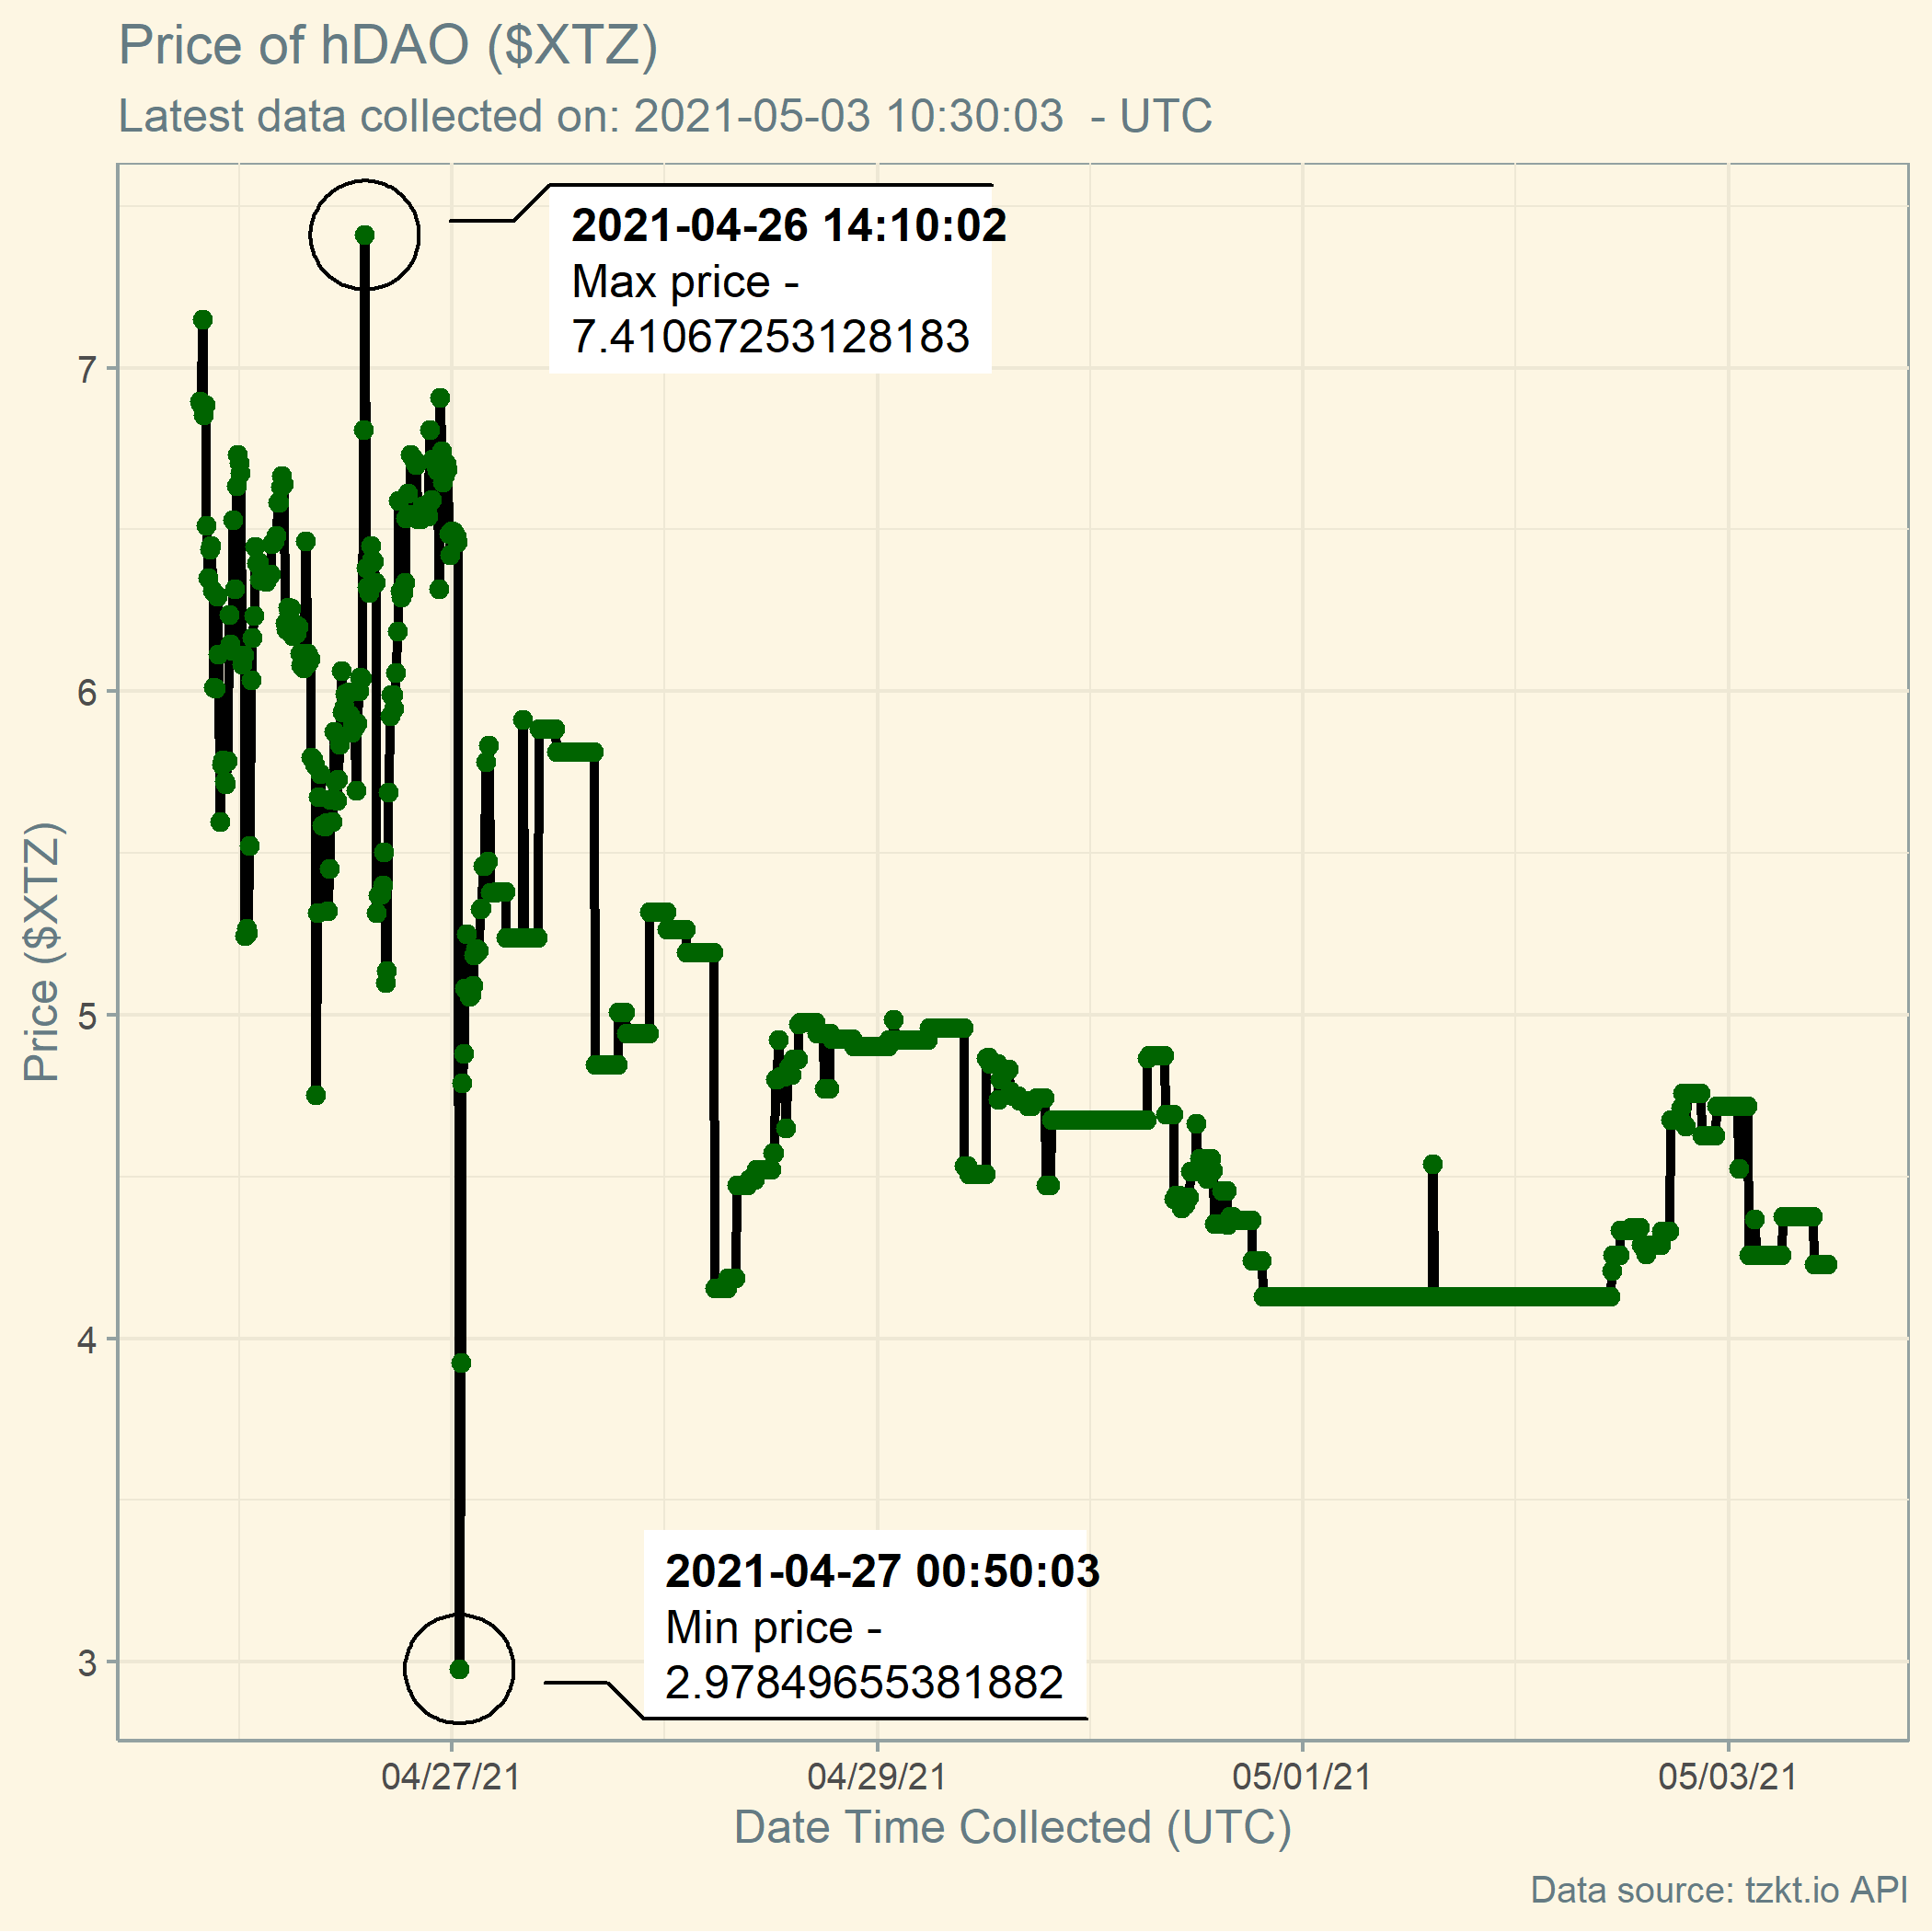 Price of hDAO ($XTZ)
Latest data collected on: 2021-05-03 10:30:03  - UTC
2021-04-26 14:10:02
Max price -
7.41067253128183
7
6
5
4
3
Price ($XTZ)
2021-04-27 00:50:03
Min price -
2.97849655381882
04/27/21
04/29/21
05/01/21
05/03/21
Date Time Collected (UTC)
Data source: tzkt.io API